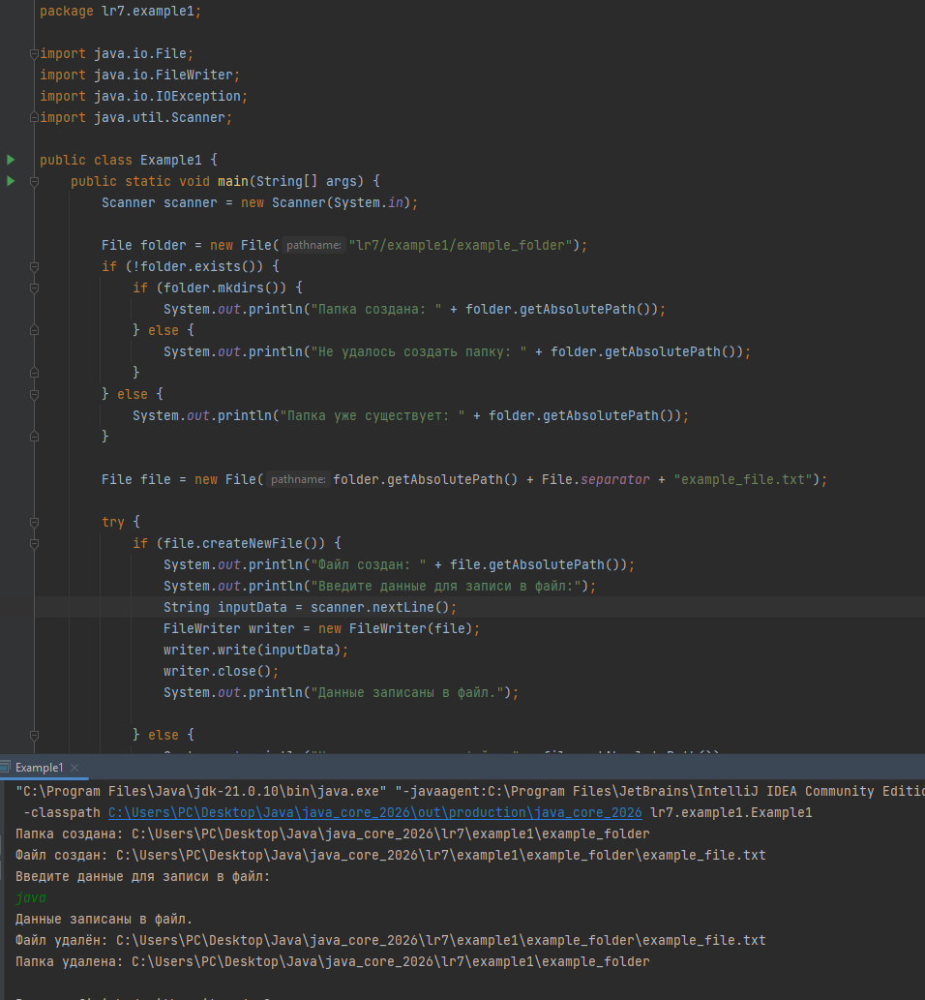 package lr7.example1;
import java.io.File;
import java.io.FileWriter;
import java.io.IOException;
import java.util.Scanner;
public class Example1 {
public static void main(String[] args) {
Scanner scanner = new Scanner(System.in);
File folder = new File( pathname: "lr7/example1/example_folder");
if (!folder.exists()) {
if (folder.mkdirs()) {
System.out.println("Папка создана: " + folder.getAbsolutePath());
} else {
System.out.println("Не удалось создать папку: " + folder.getAbsolutePath());
}
} else {
System.out.println("Папка уже существует: " + folder.getAbsolutePath());
}
File file = new File( pathname: folder.getAbsolutePath() + File.separator + "example_file.txt");
try {
if (file.createNewFile()) {
System.out.println("Файл создан: " + file.getAbsolutePath());
System.out.println("Введите данные для записи в файл:");
String inputData = scanner.nextLine();
FileWriter writer = new FileWriter(file);
writer.write(inputData);
writer.close();
System.out.println("Данные записаны в файл.");
} else {
Example1
"C:\Program Files\Java\jdk-21.0.10\bin\java.exe" "-javaagent:C:\Program Files\JetBrains\IntelliJ IDEA Community Editio
-classpath C:\Users\PC\Desktop\Java\java_core_2026\out\production\java_core_2026 lr7.example1.Example1
Папка создана: C:\Users\PC\Desktop\Java\java_core_2026\lr7\example1\example_folder
Файл создан: C:\Users\PC\Desktop\Java\java_core_2026\lr7\example1\example_folder\example_file.txt
Введите данные для записи в файл:
java
Данные записаны в файл.
Файл удалён: C:\Users\PC\Desktop\Java\java_core_2026\lr7\example1\example_folder\example_file.txt
Папка удалена: C:\Users\PC\Desktop\Java\java_core_2026\lr7\example1\example_folder